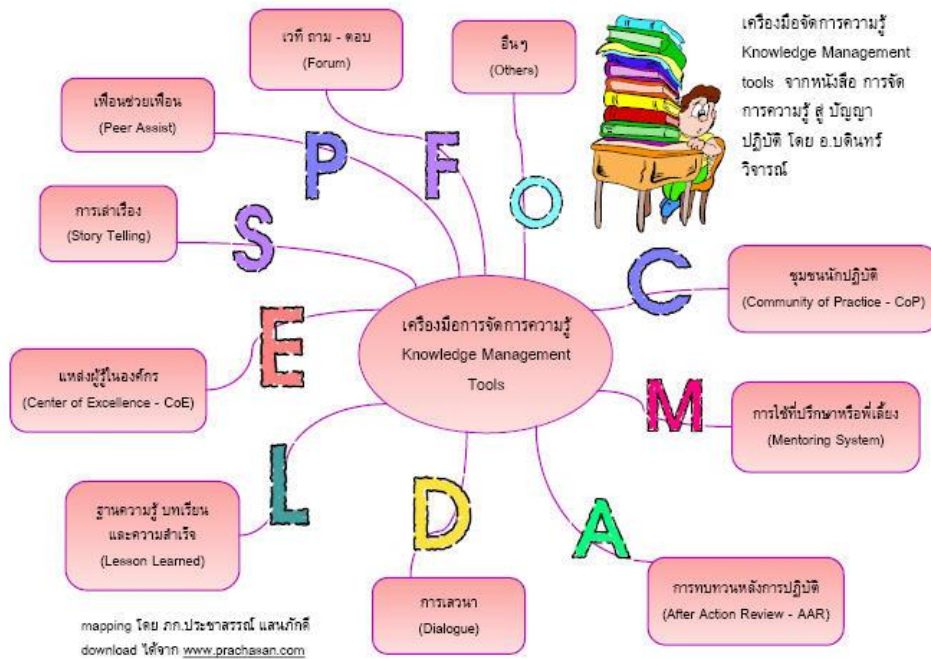 เวที ถาม - ตอบ
(Forum)
อื่นๆ
(Others)
เครื่องมือจัดการความรู้
Knowledge Management
tools จากหนังสือ การจัด
การความรู้ สู่ ปัญญา
ปฏิบัติ โดย อ.บดินทร์
วิจารณ์
เพื่อนช่วยเพื่อน
(Peer Assist)
P
F
O
การเล่าเรื่อง
(Story Telling)
S
C
ชุมชนนักปฏิบัติ
(Community of Practice - CoP)
เครื่องมือการจัดการความรู้
Knowledge Management
Tools
E
แหล่งผู้รู้ในองค์กร
(Center of Excellence - CoE)
M
การใช้ที่ปรึกษาหรือพี่เลี้ยง
(Mentoring System)
L
ฐานความรู้ บทเรียน
และความสำเร็จ
(Lesson Learned)
D
การเสวนา
(Dialogue)
A
การทบทวนหลังการปฏิบัติ
(After Action Review - AAR)
mapping โดย ภก.ประชาสรรณ์ แสนภักดี
download ได้จาก www.prachasan.com